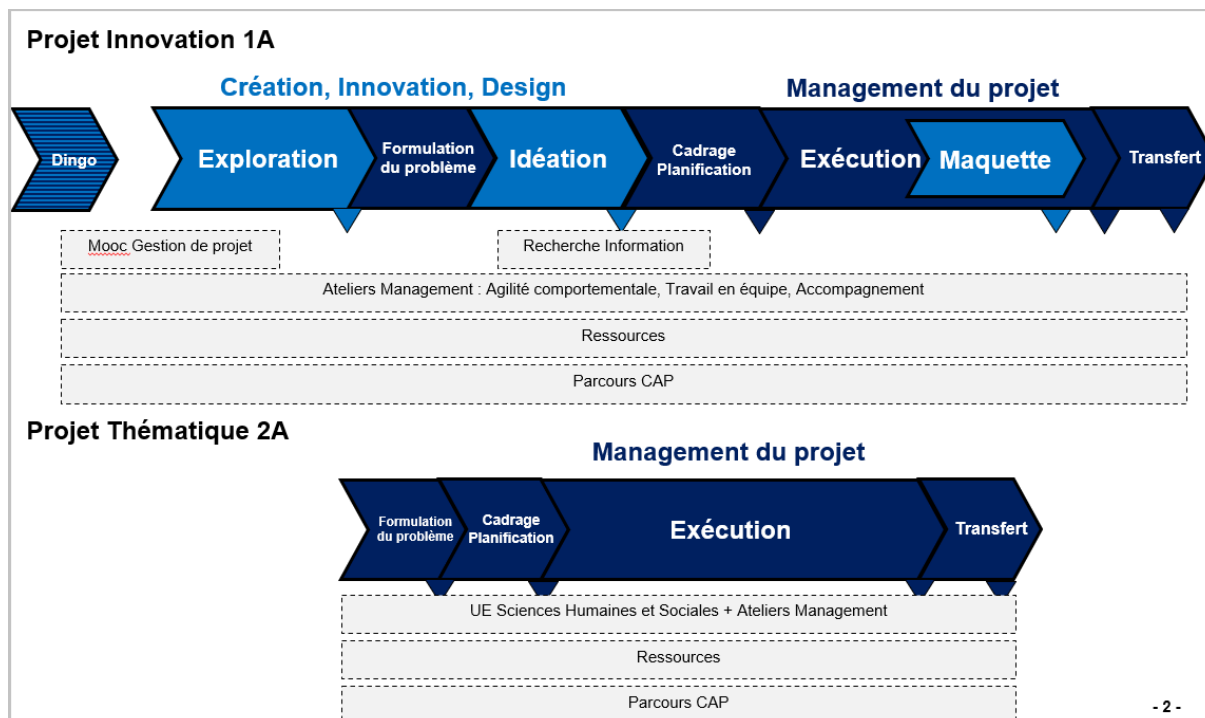 Projet Innovation 1A
Création, Innovation, Design
Management du projet
Dingo
Exploration
Formulation
du problème
Idéation
Cadrage
Planification
Exécution
Maquette
Transfert
Mooc Gestion de projet
Recherche Information
Ateliers Management : Agilité comportementale, Travail en équipe, Accompagnement
Ressources
Parcours CAP
Projet Thématique 2A
Management du projet
Formulation
du problème
Cadrage
Planification
Exécution
Transfert
UE Sciences Humaines et Sociales + Ateliers Management
Ressources
Parcours CAP
- 2 -